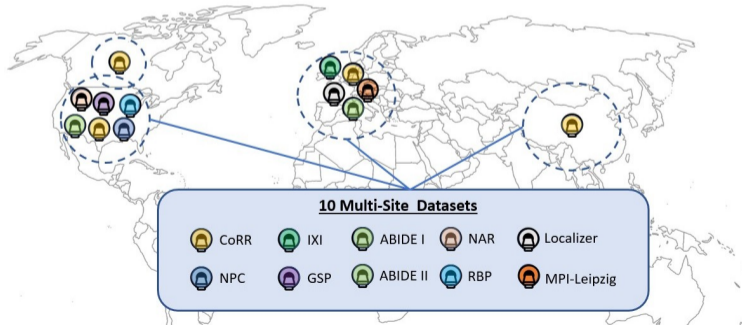 10 Multi-Site Datasets
CoRR IXI ABIDE I NAR Localizer
NPC GSP ABIDE II RBP MPI-Leipzig